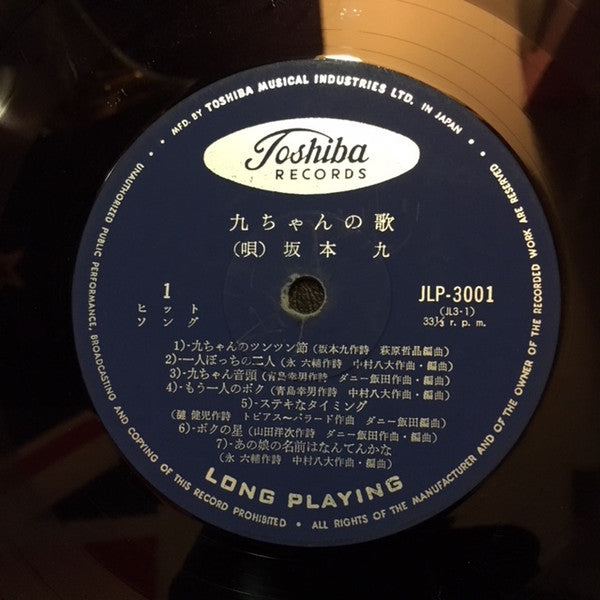 MFD. BY TOSHIBA MUSICAL INDUSTRIES LTD. IN JAPAN
Toshiba
RECORDS
九ちゃんの歌
(唄) 坂本 九
1
ヒット
ソング
JLP-3001
(JL3-1)
33⅓ r. p. m.
1)-九ちゃんのツンツン節 (坂本九作詩 萩原哲晶編曲)
2)-一人ぼっちの二人 (永 六輔作詩 中村八大作曲・編曲)
3)-九ちゃん音頭 (青島幸男作詩 ダニー飯田作曲・編曲)
4)-もう一人のボク (青島幸男作詩 中村八大作曲・編曲)
5)-ステキなタイミング
(漣 健児作詩 トビアス〜バラード作曲 ダニー飯田編曲)
6)-ボクの星 (山田洋次作詩 ダニー飯田作曲・編曲)
7)-あの娘の名前はなんてんかな
(永 六輔作詩 中村八大作曲・編曲)
LONG PLAYING
UNAUTHORIZED PUBLIC PERFORMANCE, BROADCASTING AND COPYING OF THIS RECORD PROHIBITED • ALL RIGHTS OF THE MANUFACTURER AND OF THE OWNER OF THE RECORDED WORK ARE RESERVED